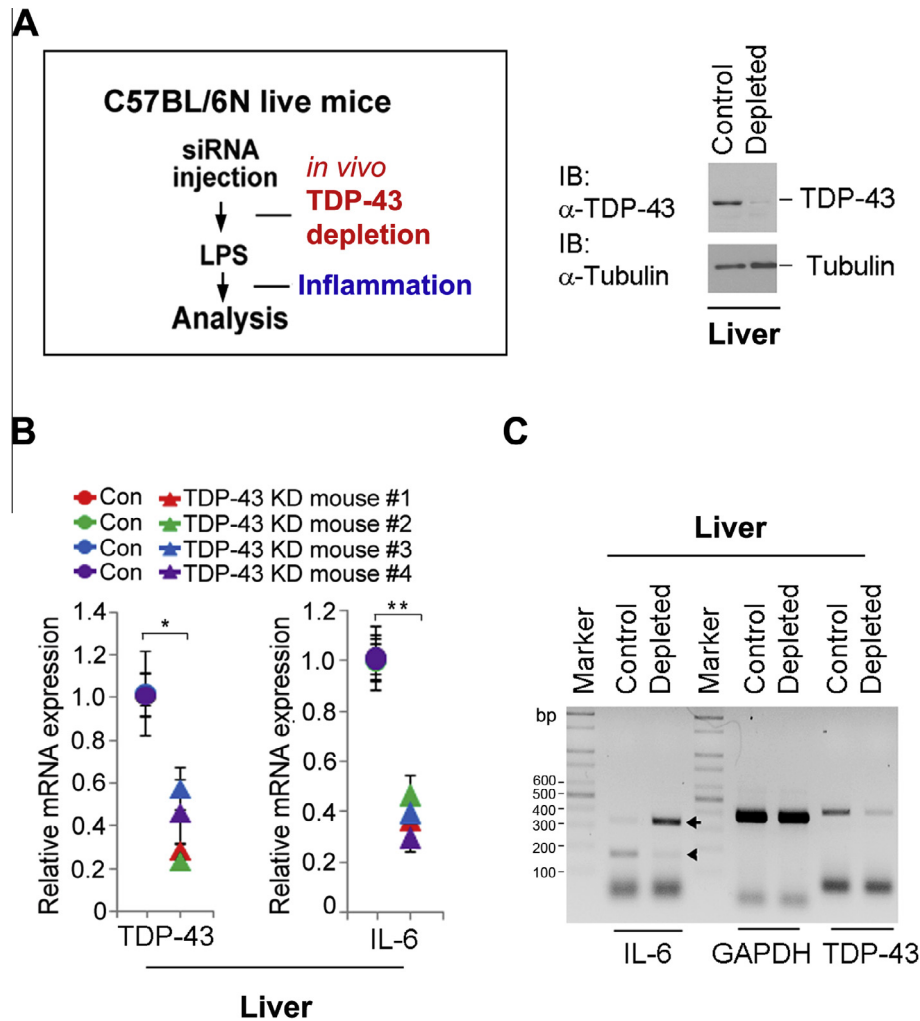 A
C57BL/6N live mice
siRNA
injection
in vivo
TDP-43
depletion
LPS
Inflammation
Analysis
Control
Depleted
IB:
α-TDP-43
TDP-43
IB:
α-Tubulin
Tubulin
Liver
B
Con TDP-43 KD mouse #1
Con TDP-43 KD mouse #2
Con TDP-43 KD mouse #3
Con TDP-43 KD mouse #4
Relative mRNA expression
1.4
1.2
1.0
0.8
0.6
0.4
0.2
0
*
TDP-43
Relative mRNA expression
1.2
1.0
0.8
0.6
0.4
0.2
0
**
IL-6
Liver
C
Liver
Marker
Control
Depleted
Marker
Control
Depleted
Control
Depleted
bp
600
500
400
300
200
100
IL-6
GAPDH
TDP-43